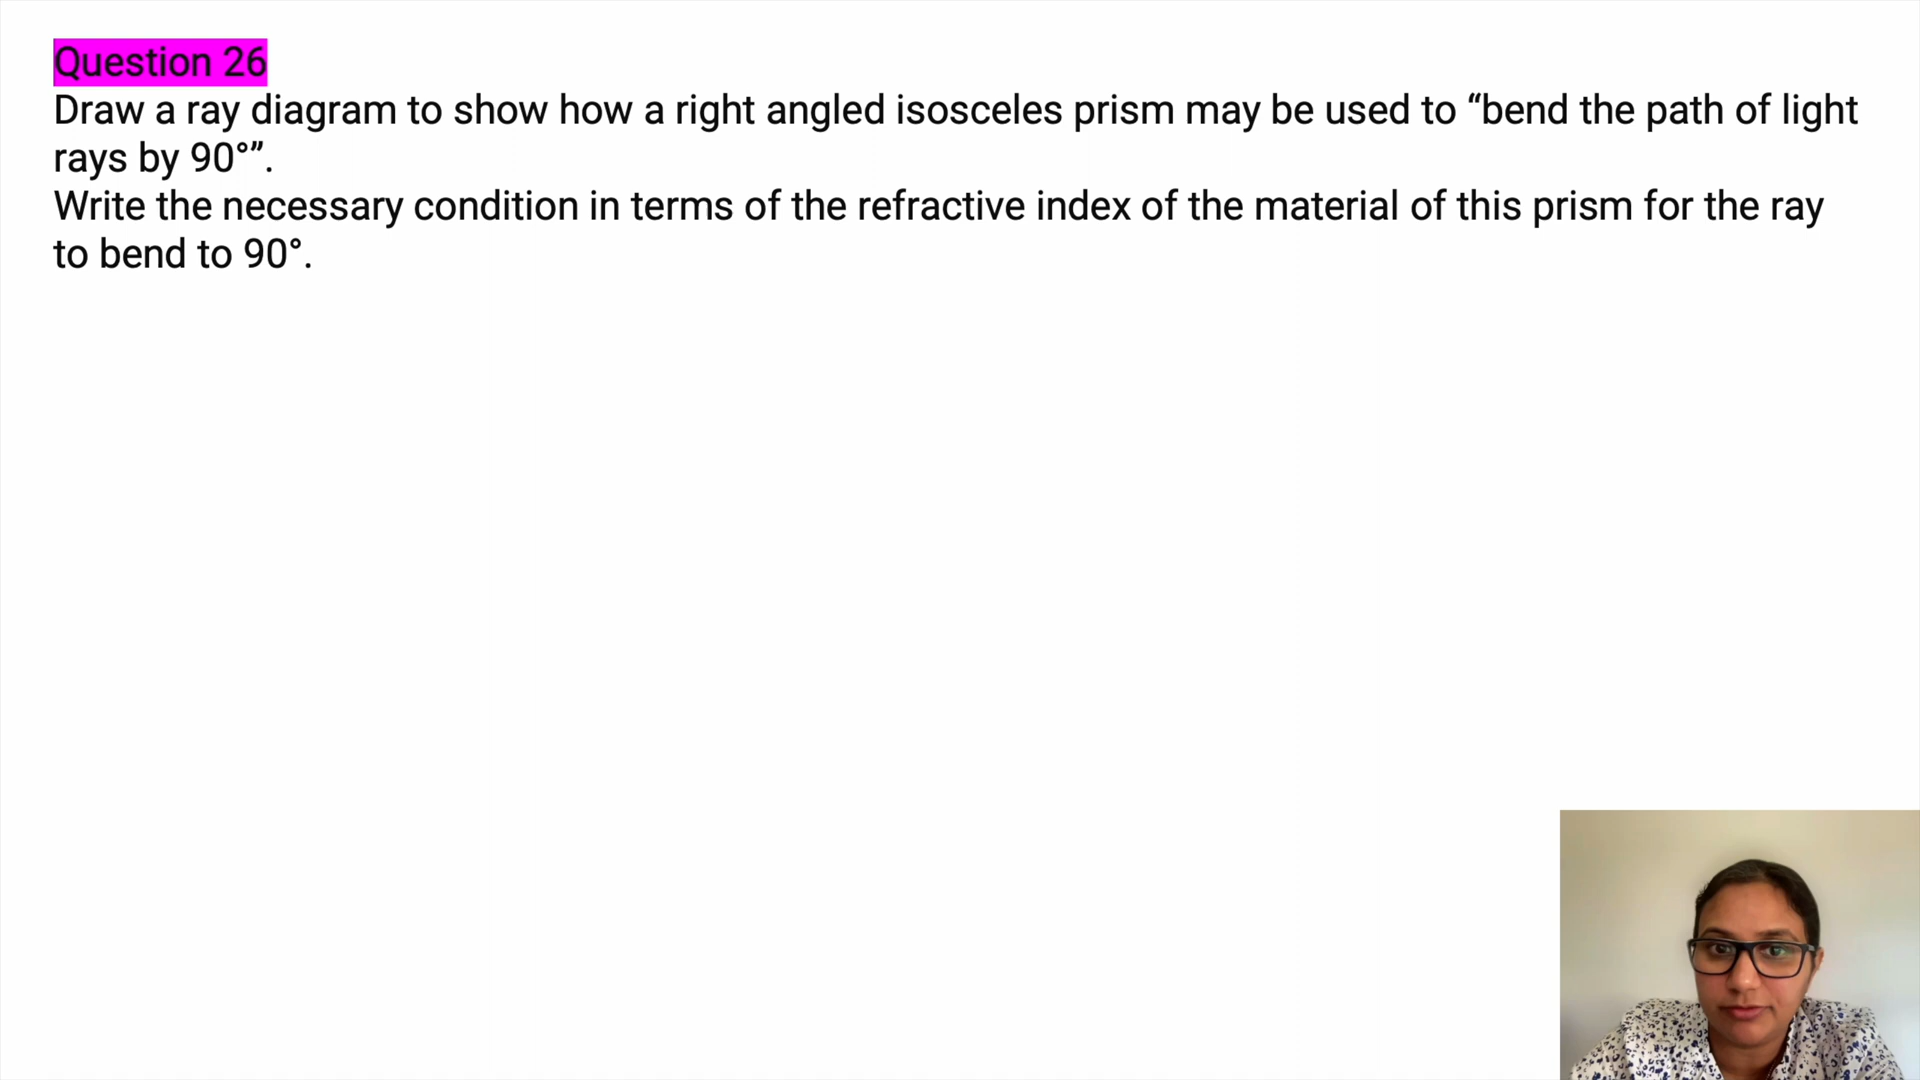 Question 26
Draw a ray diagram to show how a right angled isosceles prism may be used to “bend the path of light
rays by 90°”.
Write the necessary condition in terms of the refractive index of the material of this prism for the ray
to bend to 90°.